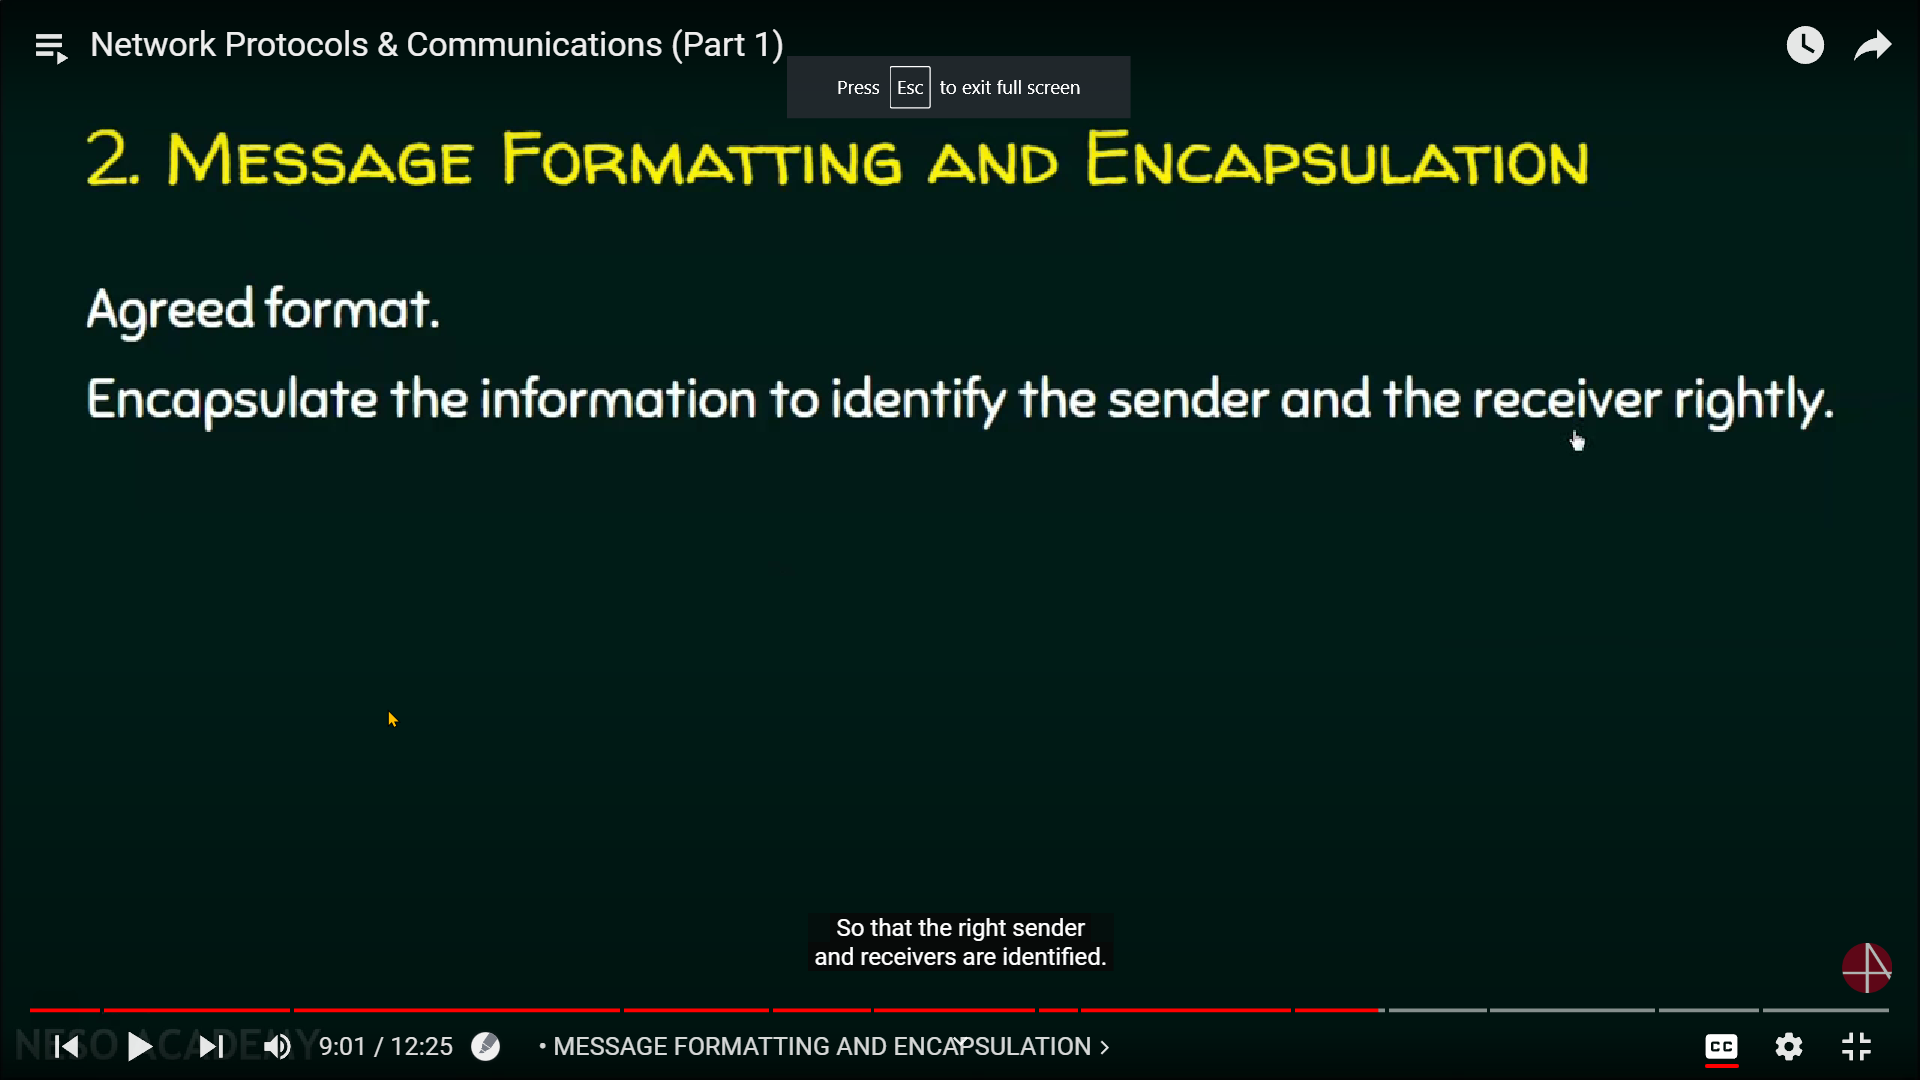 Network Protocols & Communications (Part 1)
Press Esc to exit full screen
2. MESSAGE FORMATTING AND ENCAPSULATION
Agreed format.
Encapsulate the information to identify the sender and the receiver rightly.
So that the right sender
and receivers are identified.
NESO ACADEMY
9:01 / 12:25 • MESSAGE FORMATTING AND ENCAPSULATION >
CC